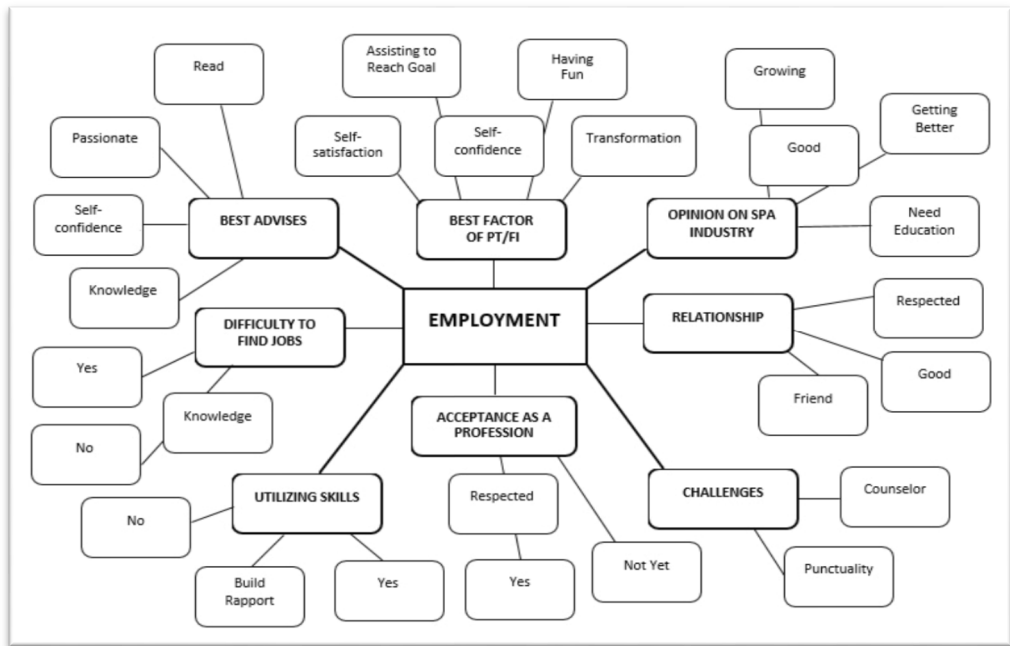 Read
Assisting to
Reach Goal
Having
Fun
Growing
Getting
Better
Passionate
Self-
satisfaction
Self-
confidence
Transformation
Good
Self-
confidence
BEST ADVISES
BEST FACTOR
OF PT/FI
OPINION ON SPA
INDUSTRY
Need
Education
Knowledge
DIFFICULTY TO
FIND JOBS
EMPLOYMENT
RELATIONSHIP
Respected
Yes
Knowledge
ACCEPTANCE AS A
PROFESSION
Friend
Good
No
UTILIZING SKILLS
Respected
CHALLENGES
Counselor
No
Build
Rapport
Yes
Yes
Not Yet
Punctuality